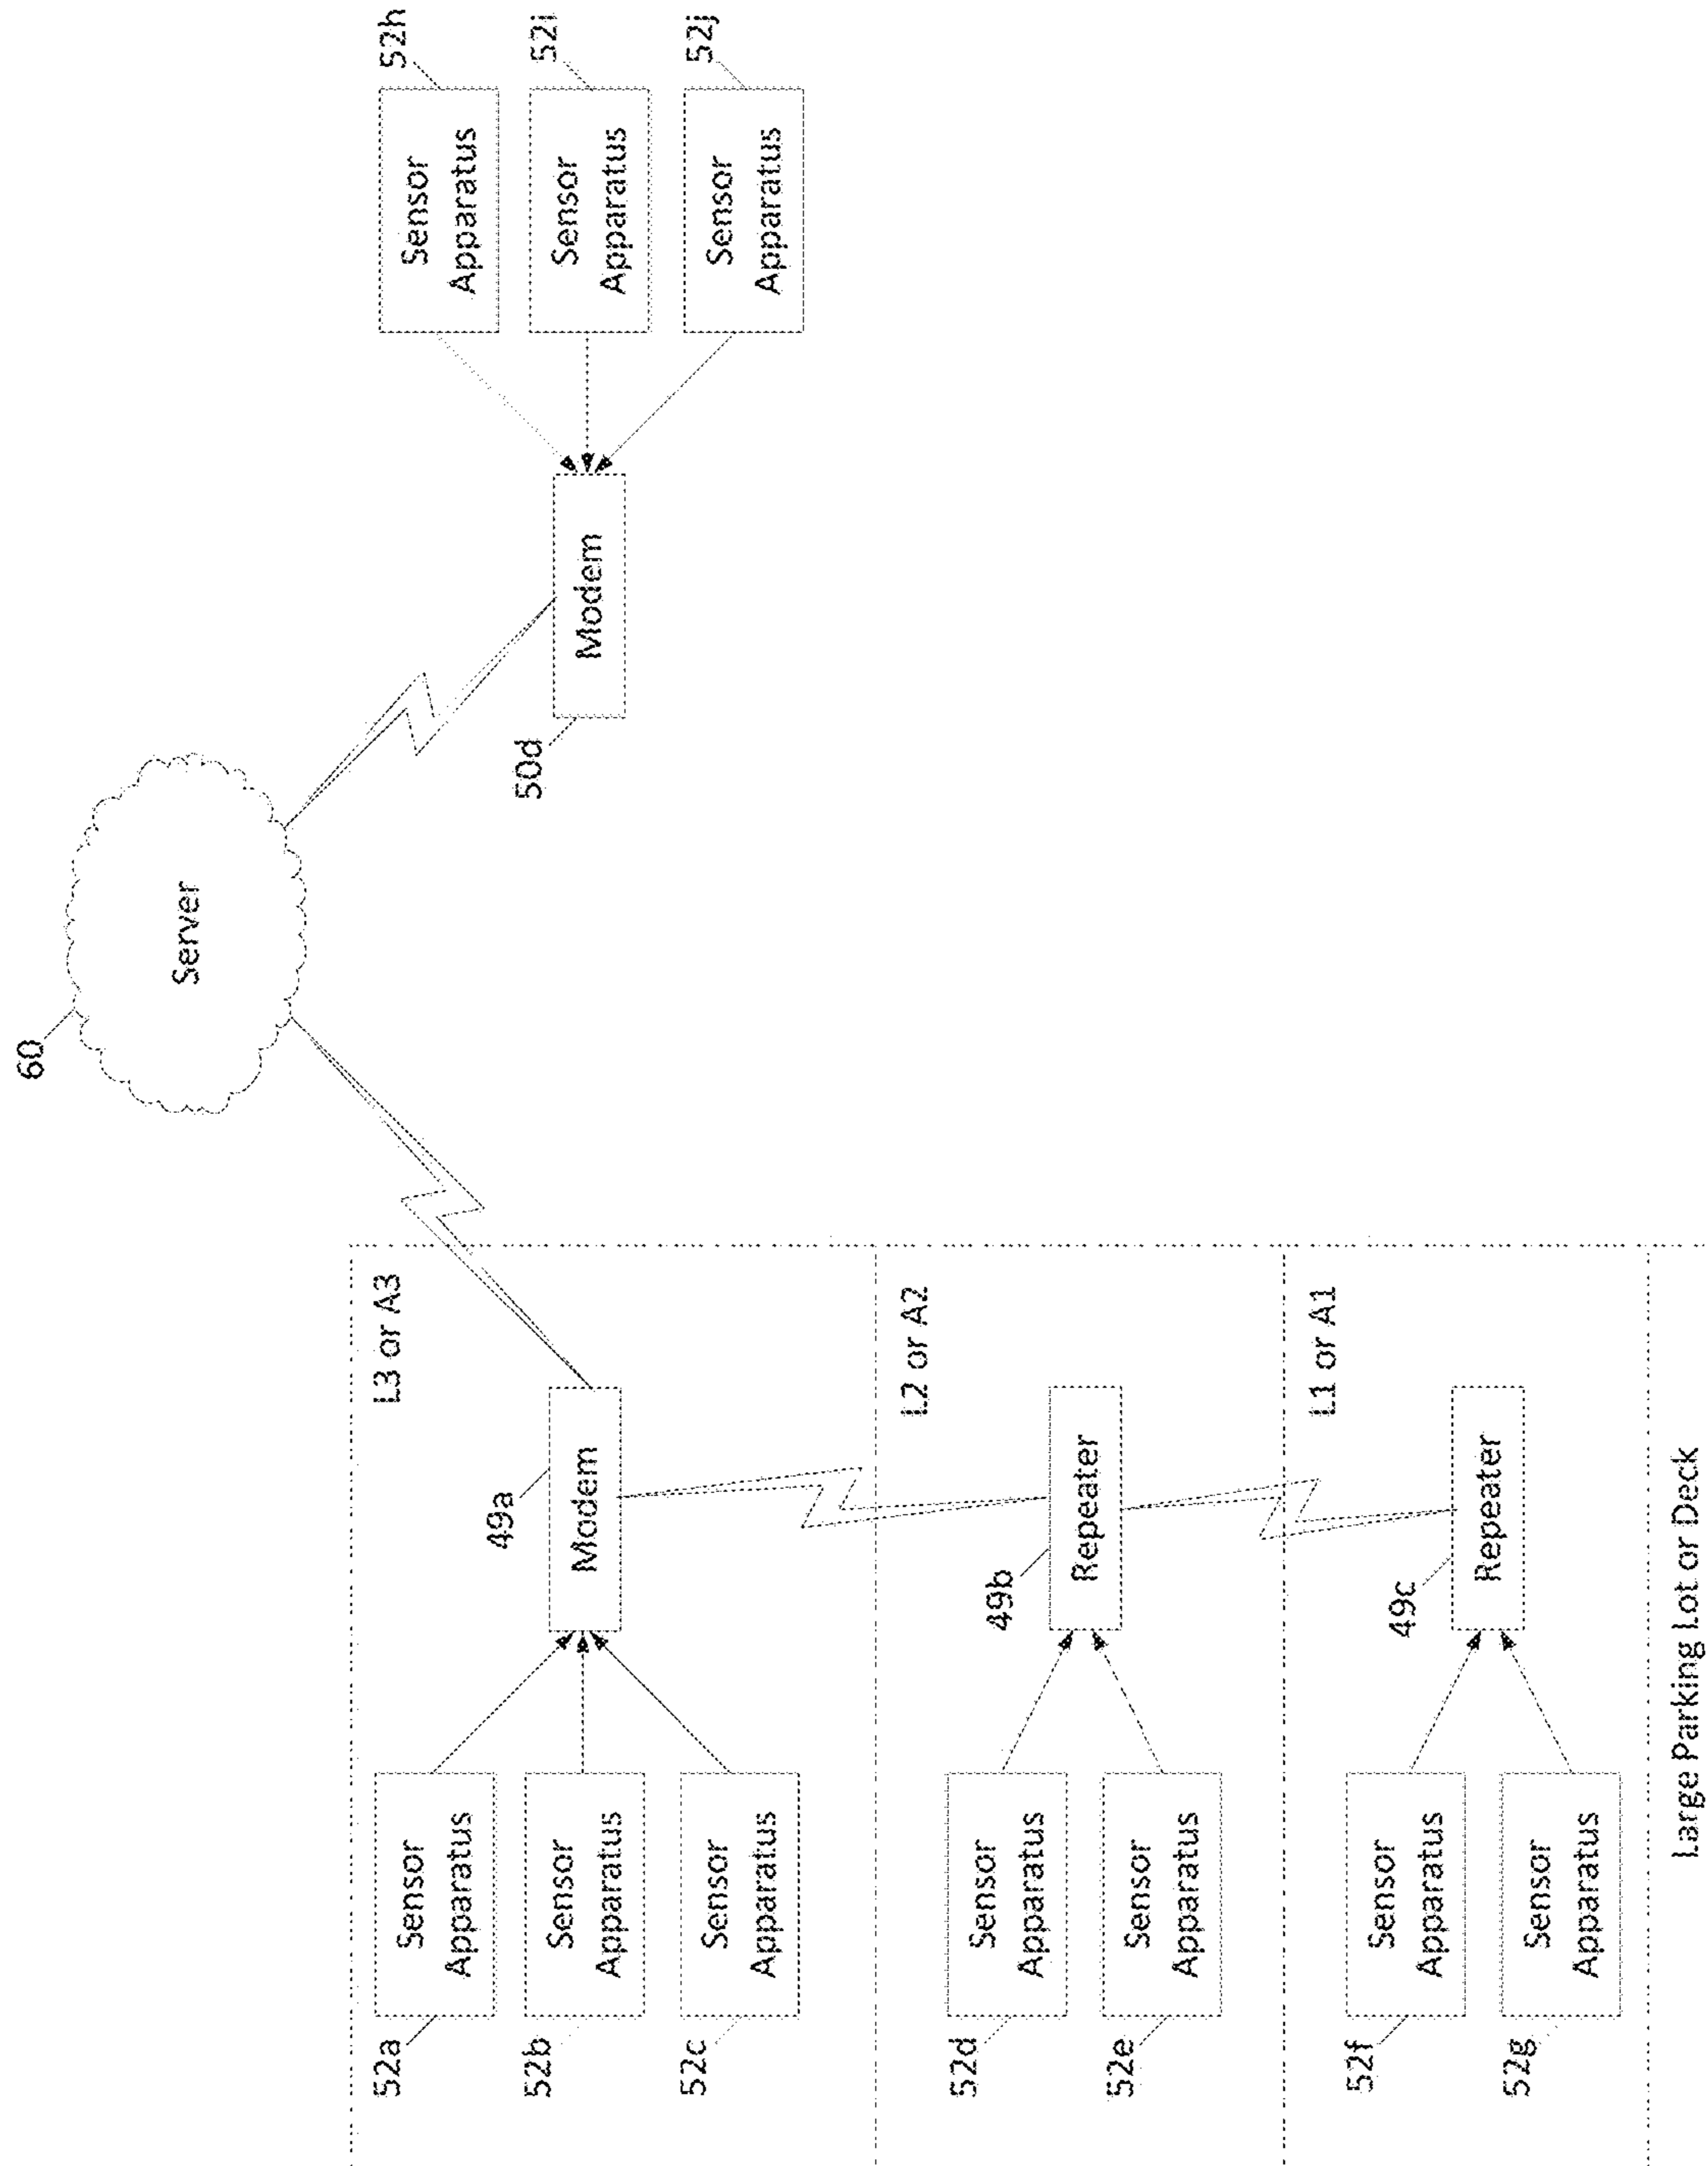 60
Server
L3 or A3
52a
Sensor
Apparatus
49a
Modem
52b
Sensor
Apparatus
52c
Sensor
Apparatus
50d
Modem
Sensor
Apparatus
52h
Sensor
Apparatus
52i
Sensor
Apparatus
52j
L2 or A2
52d
Sensor
Apparatus
49b
Repeater
52e
Sensor
Apparatus
L1 or A1
52f
Sensor
Apparatus
49c
Repeater
52g
Sensor
Apparatus
Large Parking Lot or Deck